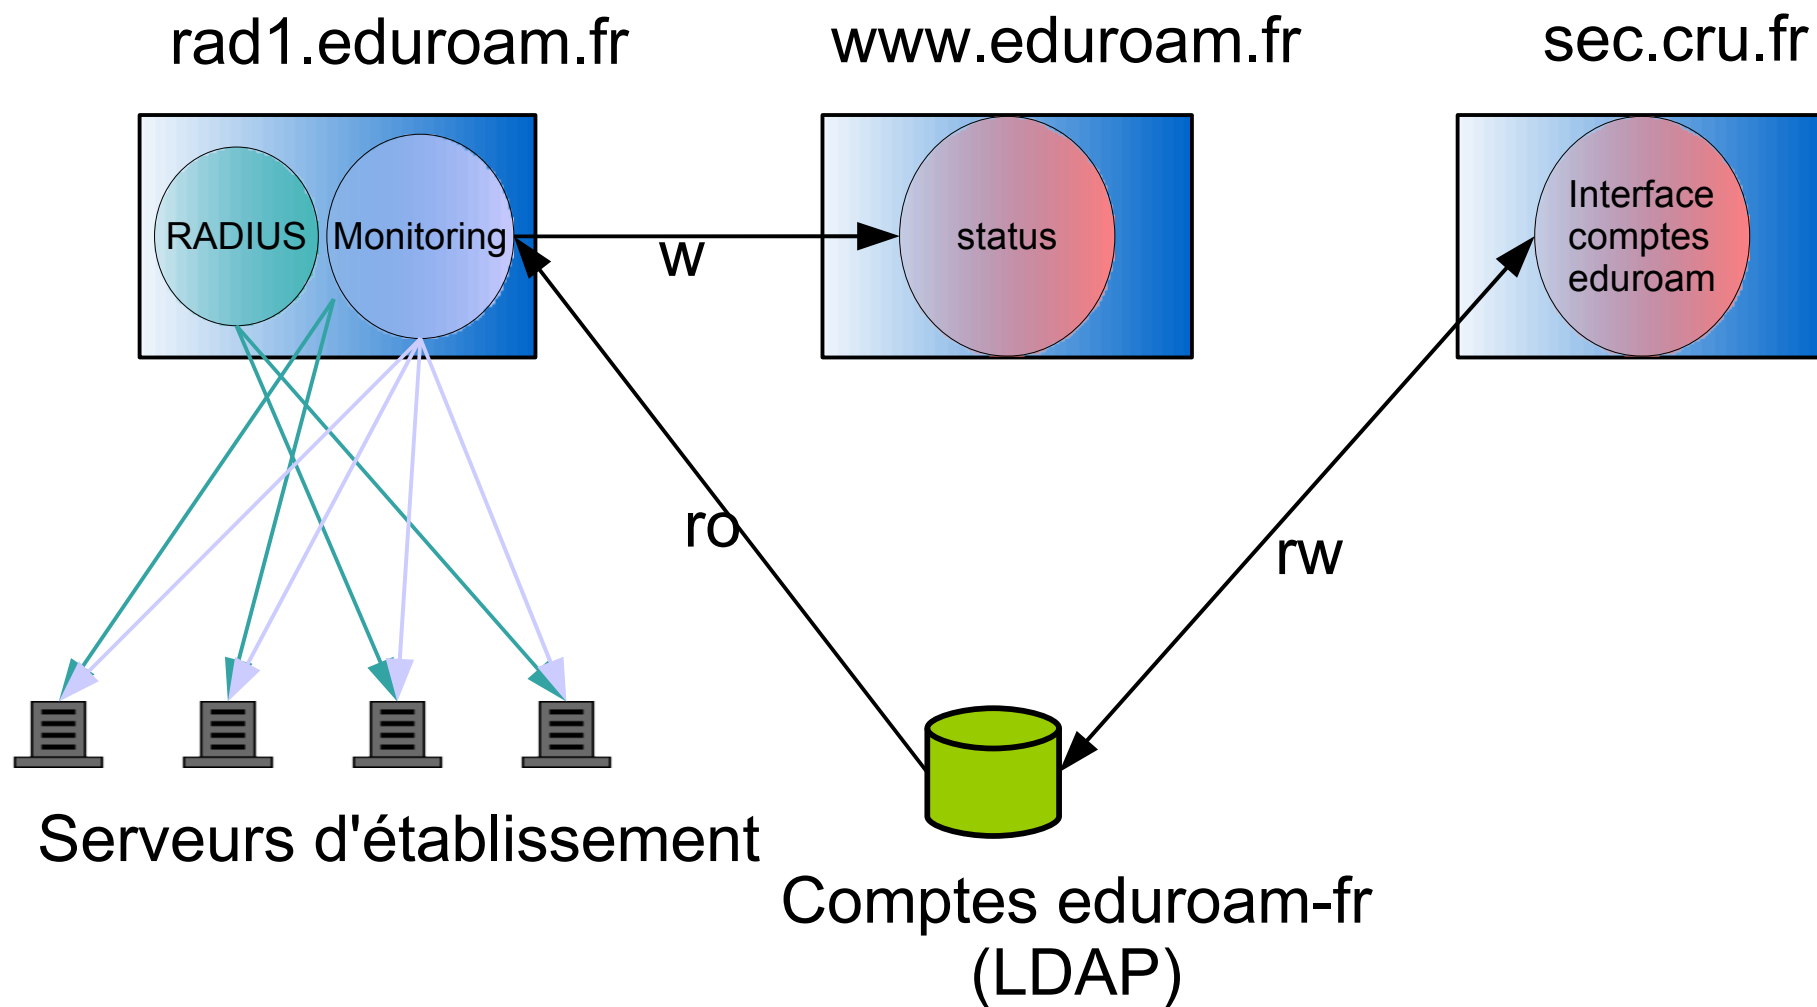 rad1.eduroam.fr
www.eduroam.fr
sec.cru.fr
RADIUS
Monitoring
w
status
Interface
comptes
eduroam
ro
rw
Serveurs d'établissement
Comptes eduroam-fr
(LDAP)